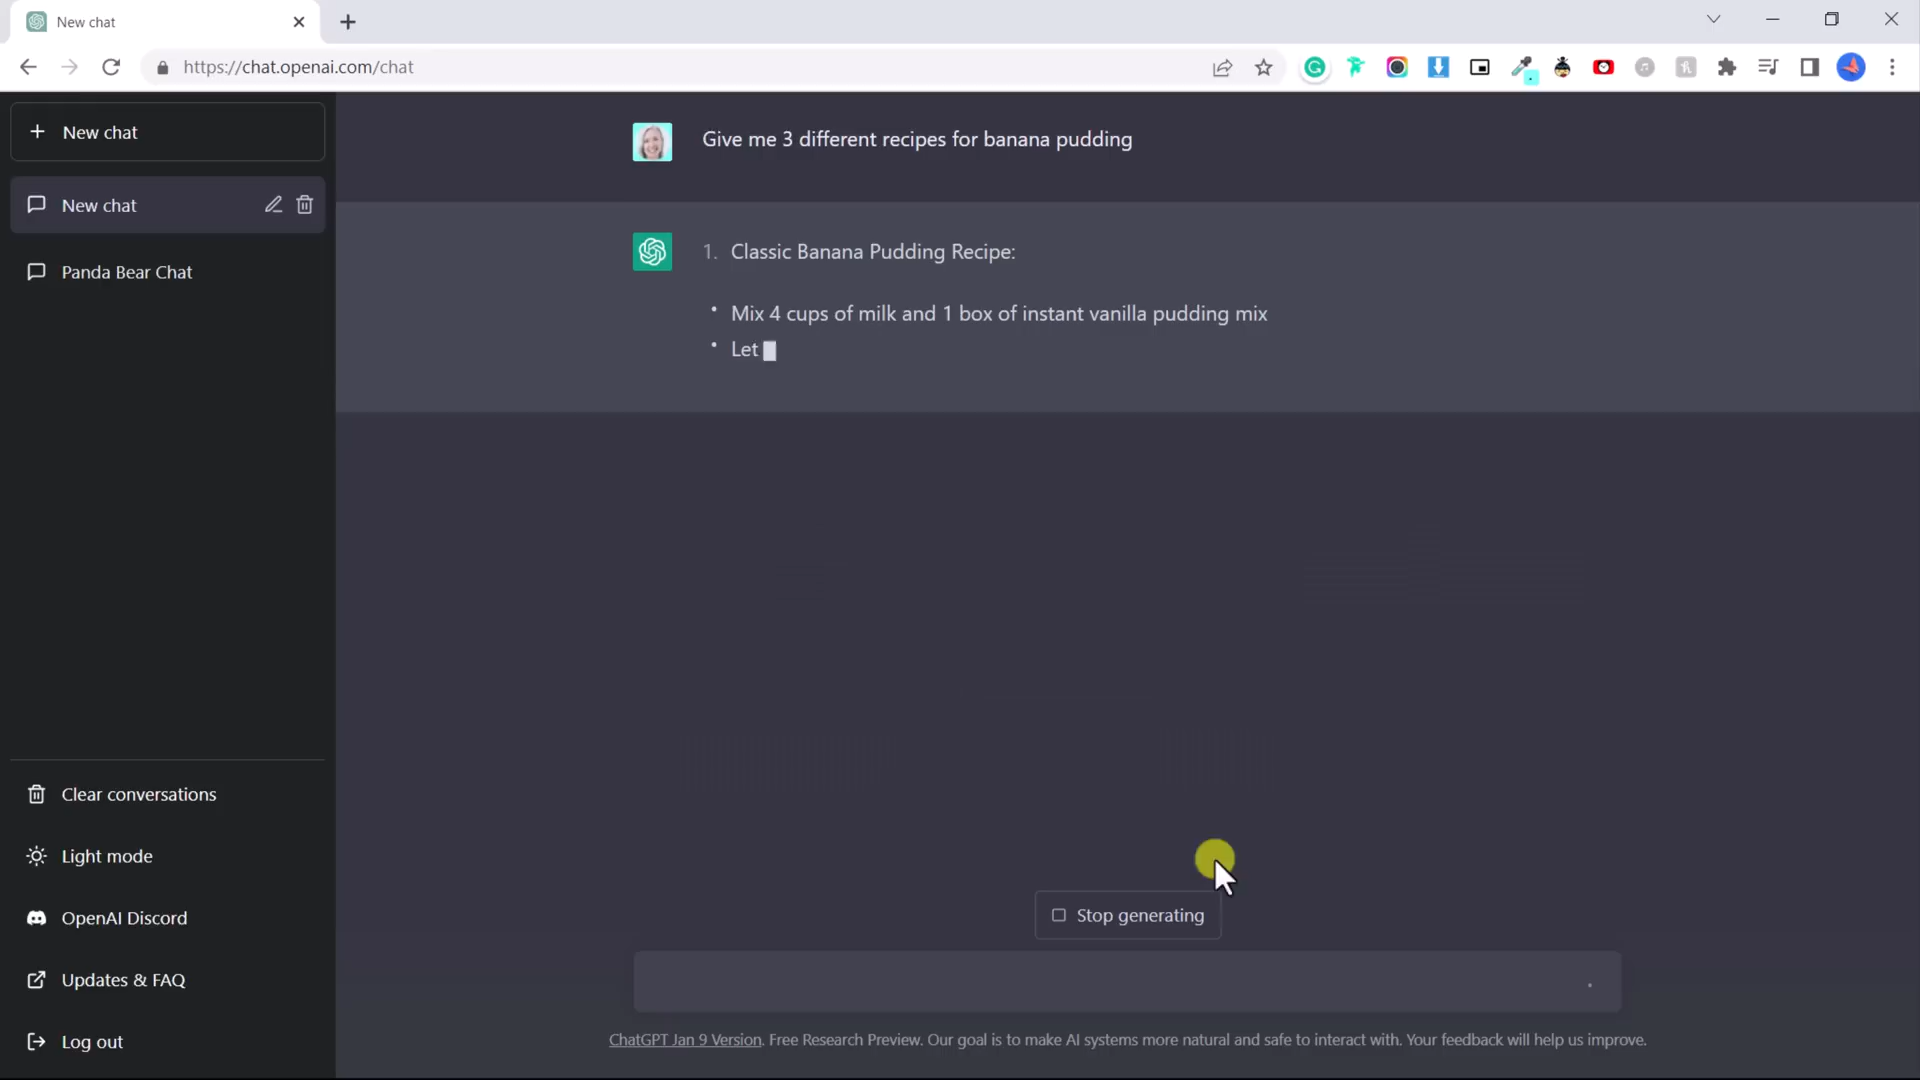 New chat
https://chat.openai.com/chat
New chat
New chat
Panda Bear Chat
Give me 3 different recipes for banana pudding
1. Classic Banana Pudding Recipe:
• Mix 4 cups of milk and 1 box of instant vanilla pudding mix
• Let
Clear conversations
Light mode
OpenAI Discord
Updates & FAQ
Log out
Stop generating
ChatGPT Jan 9 Version. Free Research Preview. Our goal is to make AI systems more natural and safe to interact with. Your feedback will help us improve.